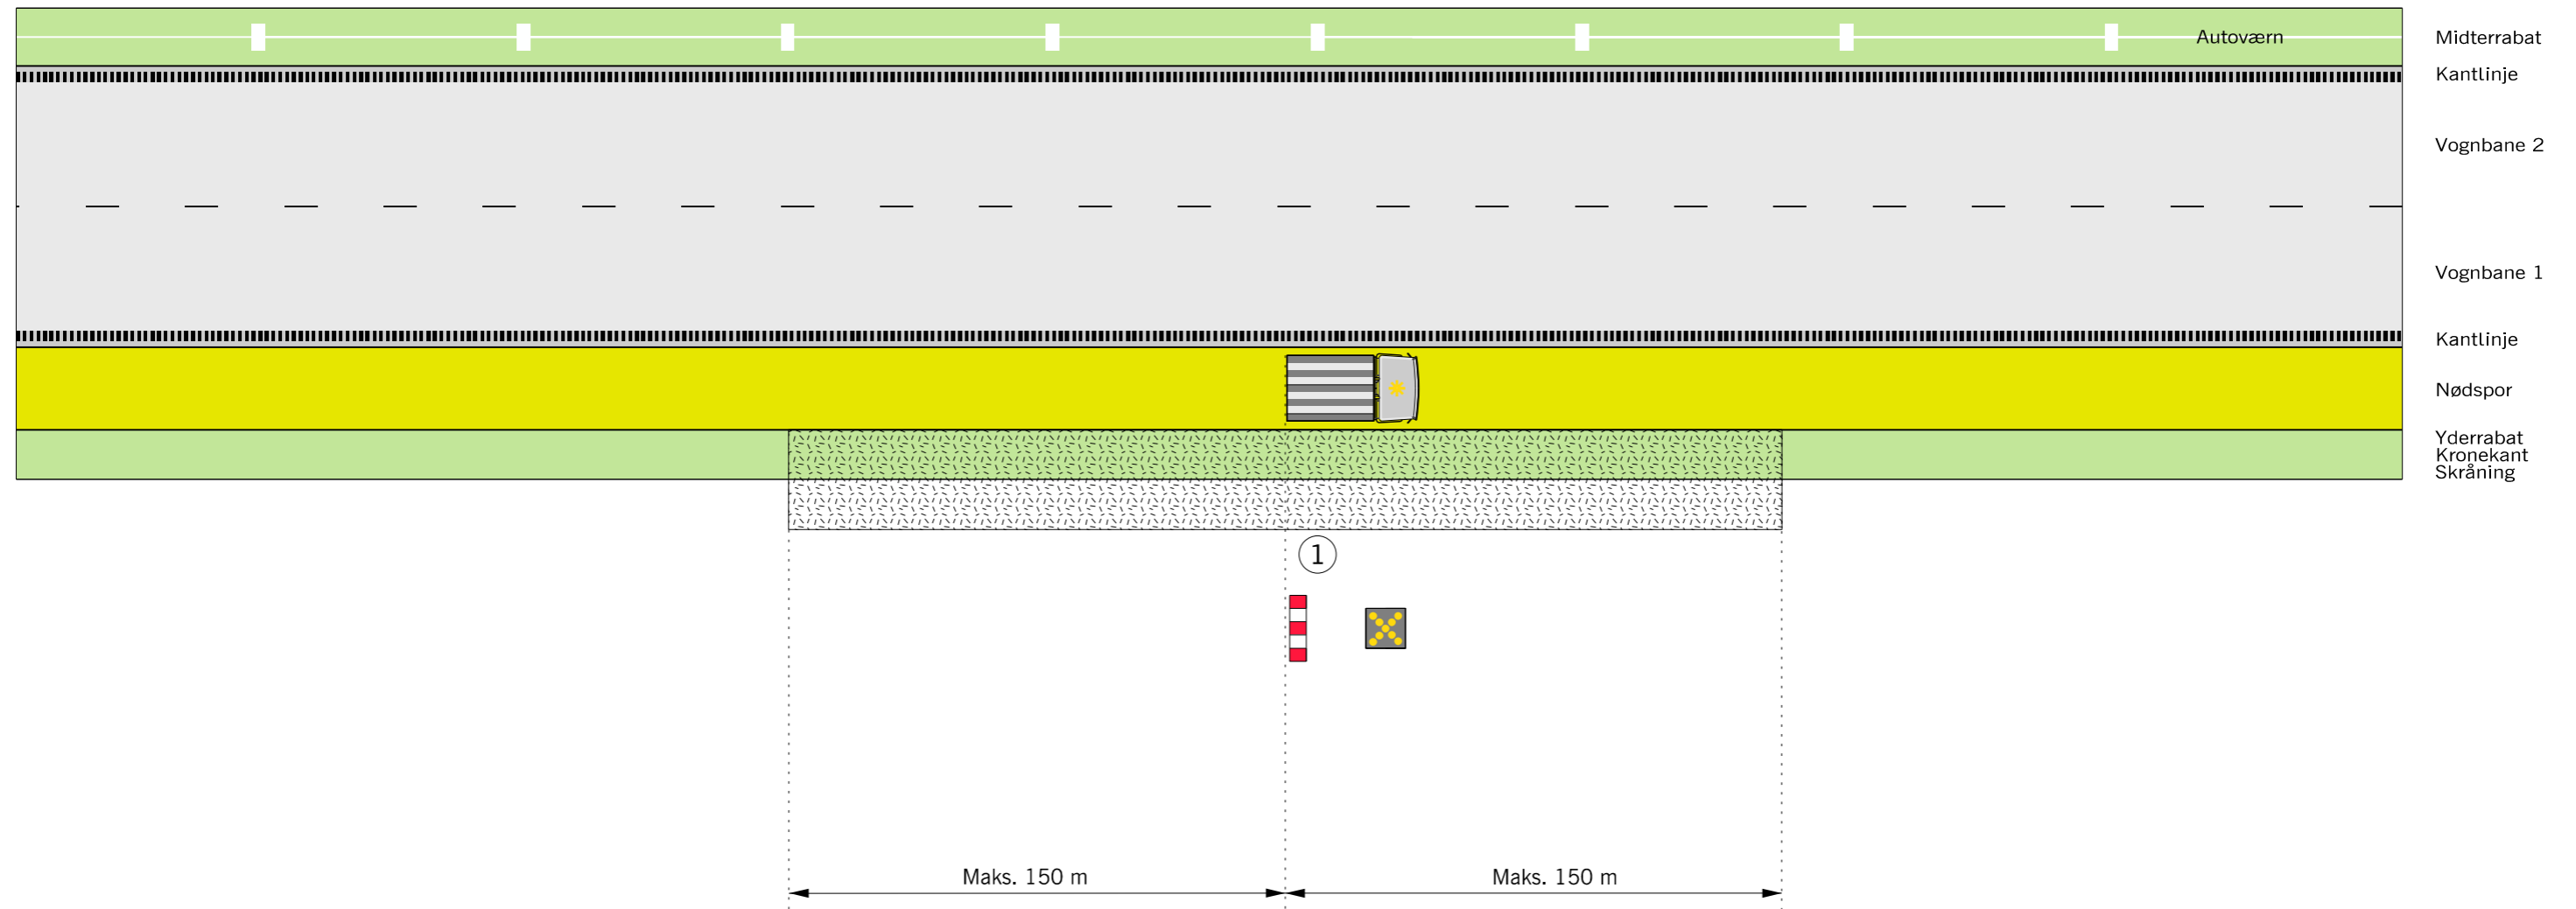 Autoværn
Midterrabat
Kantlinje
Vognbane 2
Vognbane 1
Kantlinje
Nødspor
Yderrabat
Kronekant
Skråning
1
Maks. 150 m
Maks. 150 m